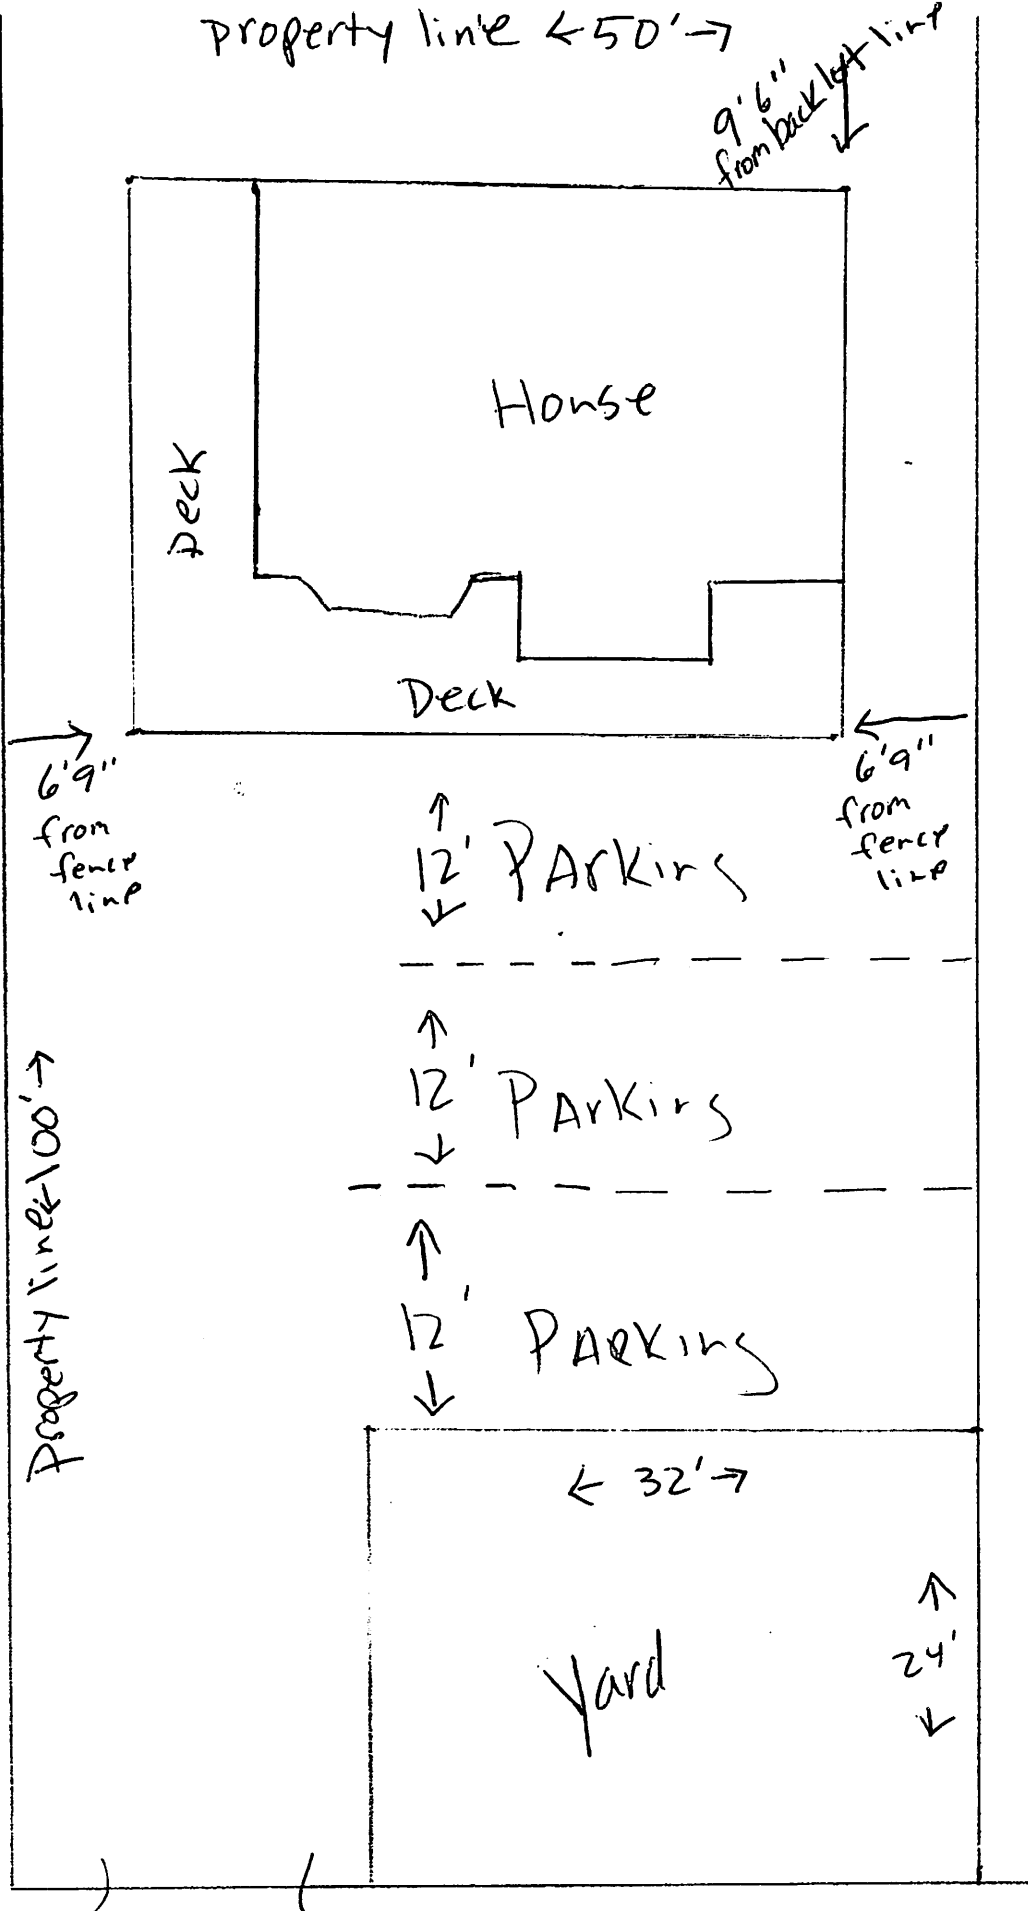 property line ←50'→
9'6"
from back lot line
House
Deck
Deck
6'9"
from
fence
line
6'9"
from
fence
line
12' Parking
12' Parking
12' Parking
Property line ←100'→
← 32' →
24'
Yard